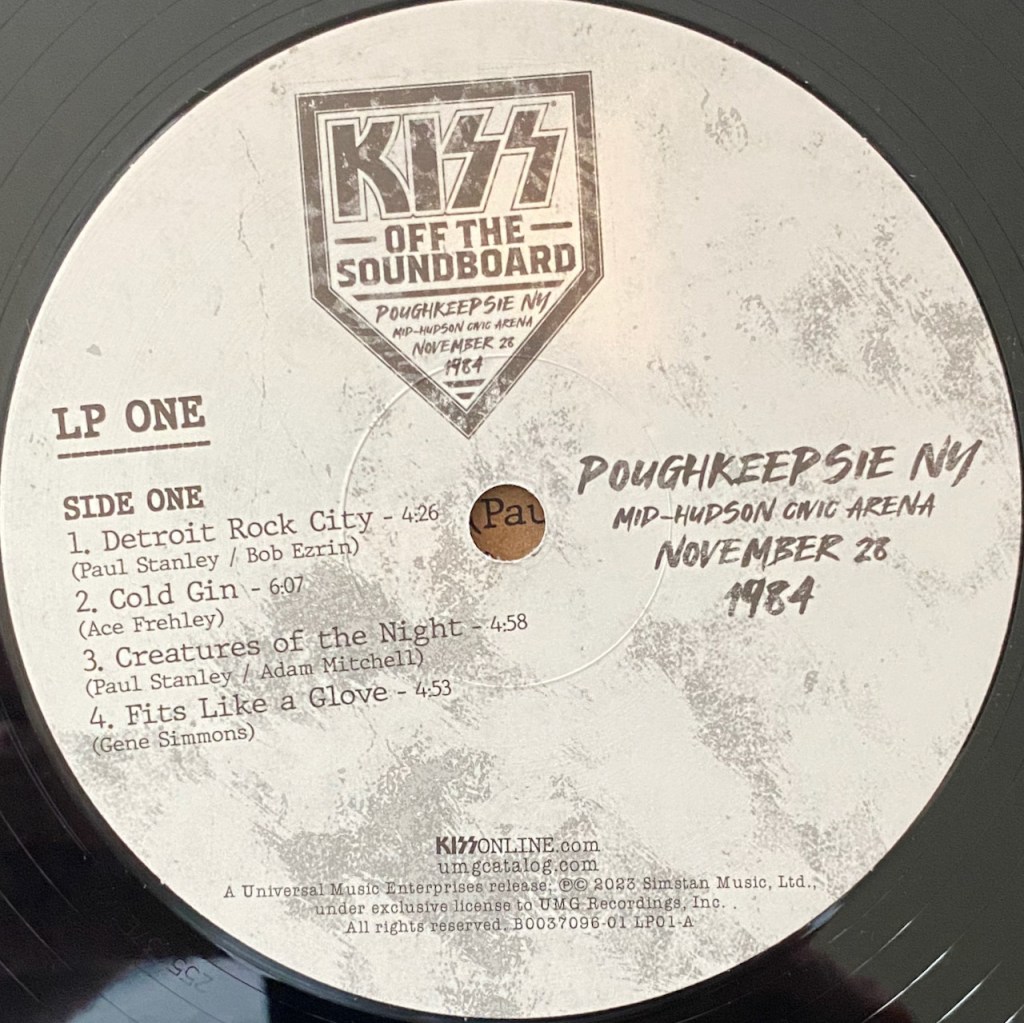 KISS
OFF THE
SOUNDBOARD
POUGHKEEPSIE NY
MID-HUDSON CIVIC ARENA
NOVEMBER 28
1984
LP ONE
SIDE ONE
1. Detroit Rock City - 4:26
(Paul Stanley / Bob Ezrin)
2. Cold Gin - 6:07
(Ace Frehley)
3. Creatures of the Night - 4:58
(Paul Stanley / Adam Mitchell)
4. Fits Like a Glove - 4:53
(Gene Simmons)
(Pau
POUGHKEEPSIE NY
MID-HUDSON CIVIC ARENA
NOVEMBER 28
1984
KISSONLINE.com
umgcatalog.com
A Universal Music Enterprises release; ℗© 2023 Simstan Music, Ltd.,
under exclusive license to UMG Recordings, Inc. .
All rights reserved. B0037096-01 LP01-A